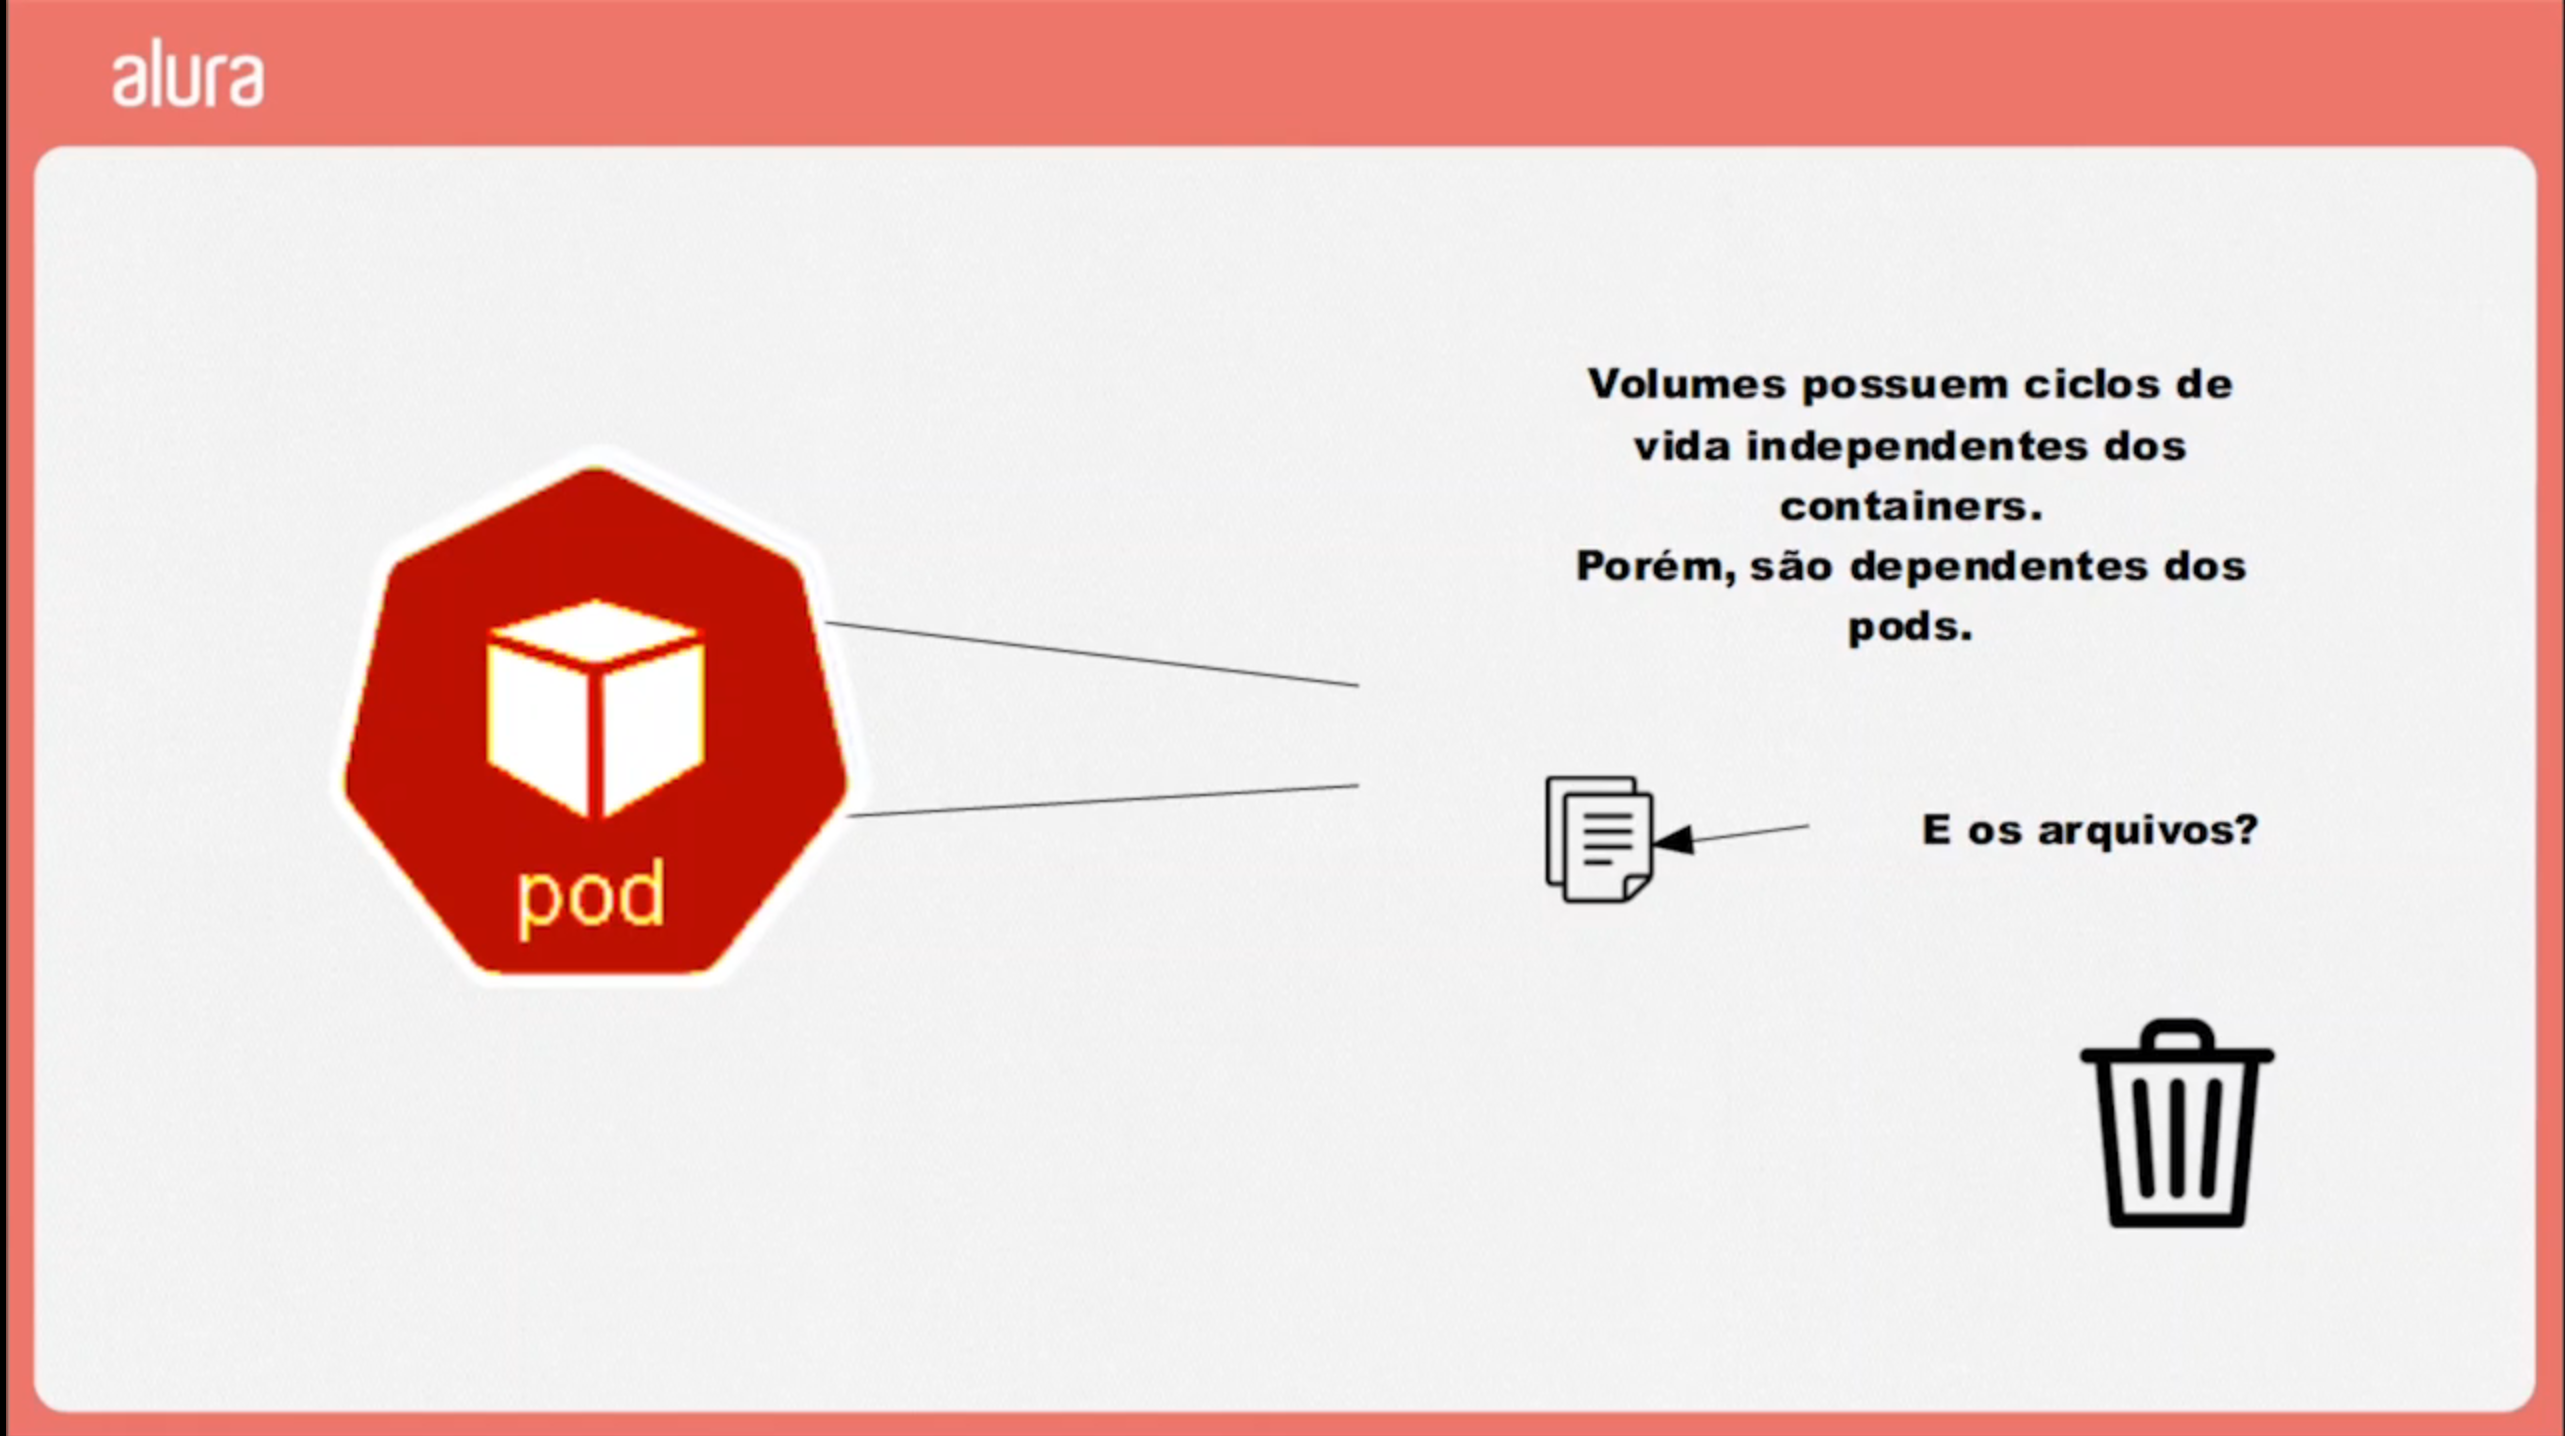 alura
Volumes possuem ciclos de
vida independentes dos
containers.
Porém, são dependentes dos
pods.
E os arquivos?
pod